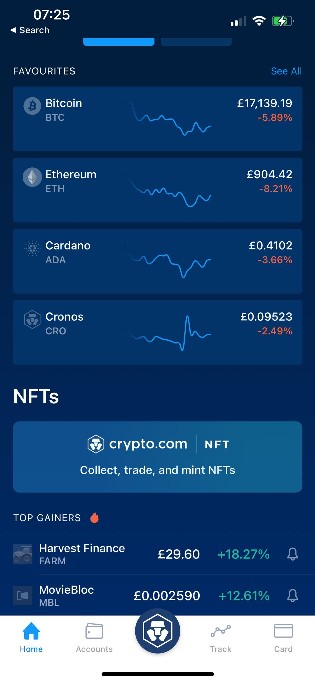 07:25
Search
FAVOURITES See All
Bitcoin £17,139.19
BTC -5.89%
Ethereum £904.42
ETH -8.21%
Cardano £0.4102
ADA -3.66%
Cronos £0.09523
CRO -2.49%
NFTs
crypto.com | NFT
Collect, trade, and mint NFTs
TOP GAINERS
Harvest Finance £29.60 +18.27%
FARM
MovieBloc £0.002590 +12.61%
MBL
Home Accounts Track Card